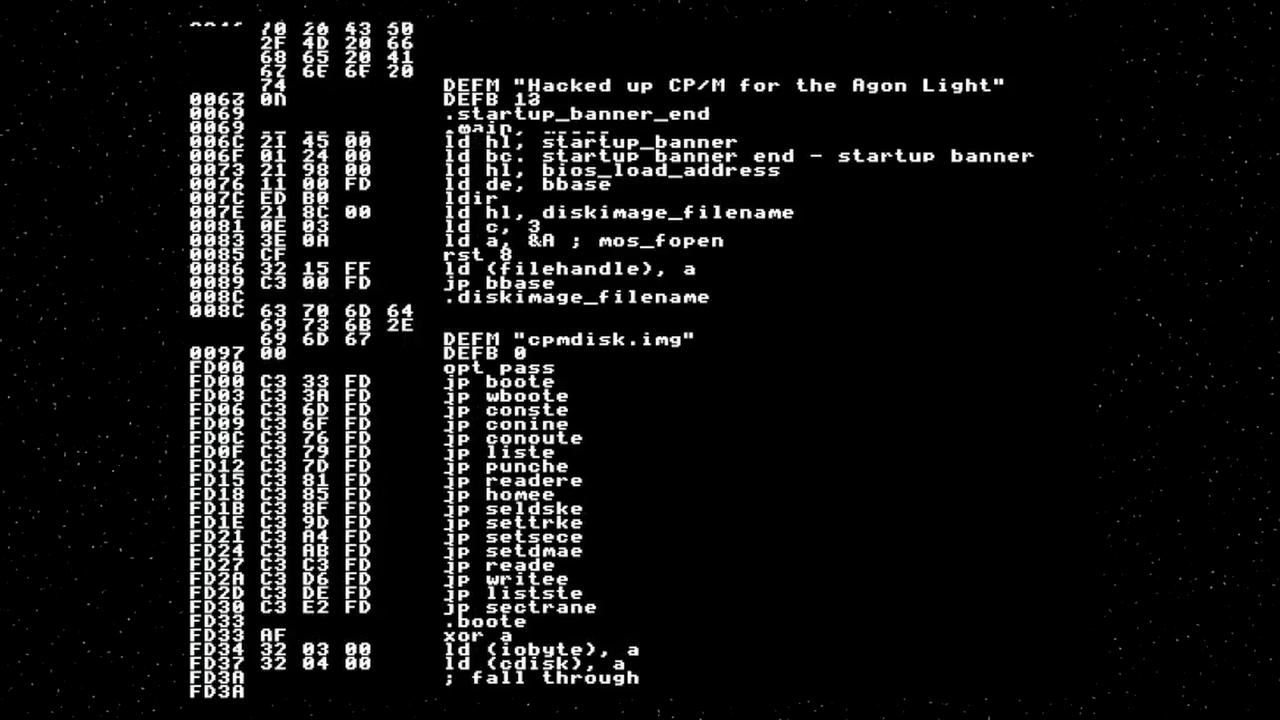 70 20 43 50
2F 4D 20 66
68 65 20 41
67 6E 6F 20
74 DEFM "Hacked up CP/M for the Agon Light"
0063 0D DEFB 13
0069 .startup_banner_end
0069 .main,
006C 21 45 00 ld hl, startup_banner
006F 01 24 00 ld bc. startup banner end - startup banner
0073 21 98 00 ld hl, bios_load_address
0076 11 00 FD ld de, bbase
007C ED B0 ldir
007E 21 8C 00 ld hl, diskimage_filename
0081 0E 03 ld c, 3
0083 3E 0A ld a, &A ; mos_fopen
0085 CF rst 8
0086 32 15 FF ld (filehandle), a
0089 C3 00 FD jp bbase
008C .diskimage_filename
008C 63 70 6D 64
69 73 6B 2E
69 6D 67 DEFM "cpmdisk.img"
0097 00 DEFB 0
FD00 opt pass
FD00 C3 33 FD jp boote
FD03 C3 3A FD jp wboote
FD06 C3 6D FD jp conste
FD09 C3 6F FD jp conine
FD0C C3 76 FD jp conoute
FD0F C3 79 FD jp liste
FD12 C3 7D FD jp punche
FD15 C3 81 FD jp readere
FD18 C3 85 FD jp homee
FD1B C3 8F FD jp seldske
FD1E C3 9D FD jp settrke
FD21 C3 A4 FD jp setsece
FD24 C3 AB FD jp setdmae
FD27 C3 C3 FD jp reade
FD2A C3 D6 FD jp writee
FD2D C3 DE FD jp listste
FD30 C3 E2 FD jp sectrane
FD33 .boote
FD33 AF xor a
FD34 32 03 00 ld (iobyte), a
FD37 32 04 00 ld (cdisk), a
FD3A ; fall through
FD3A